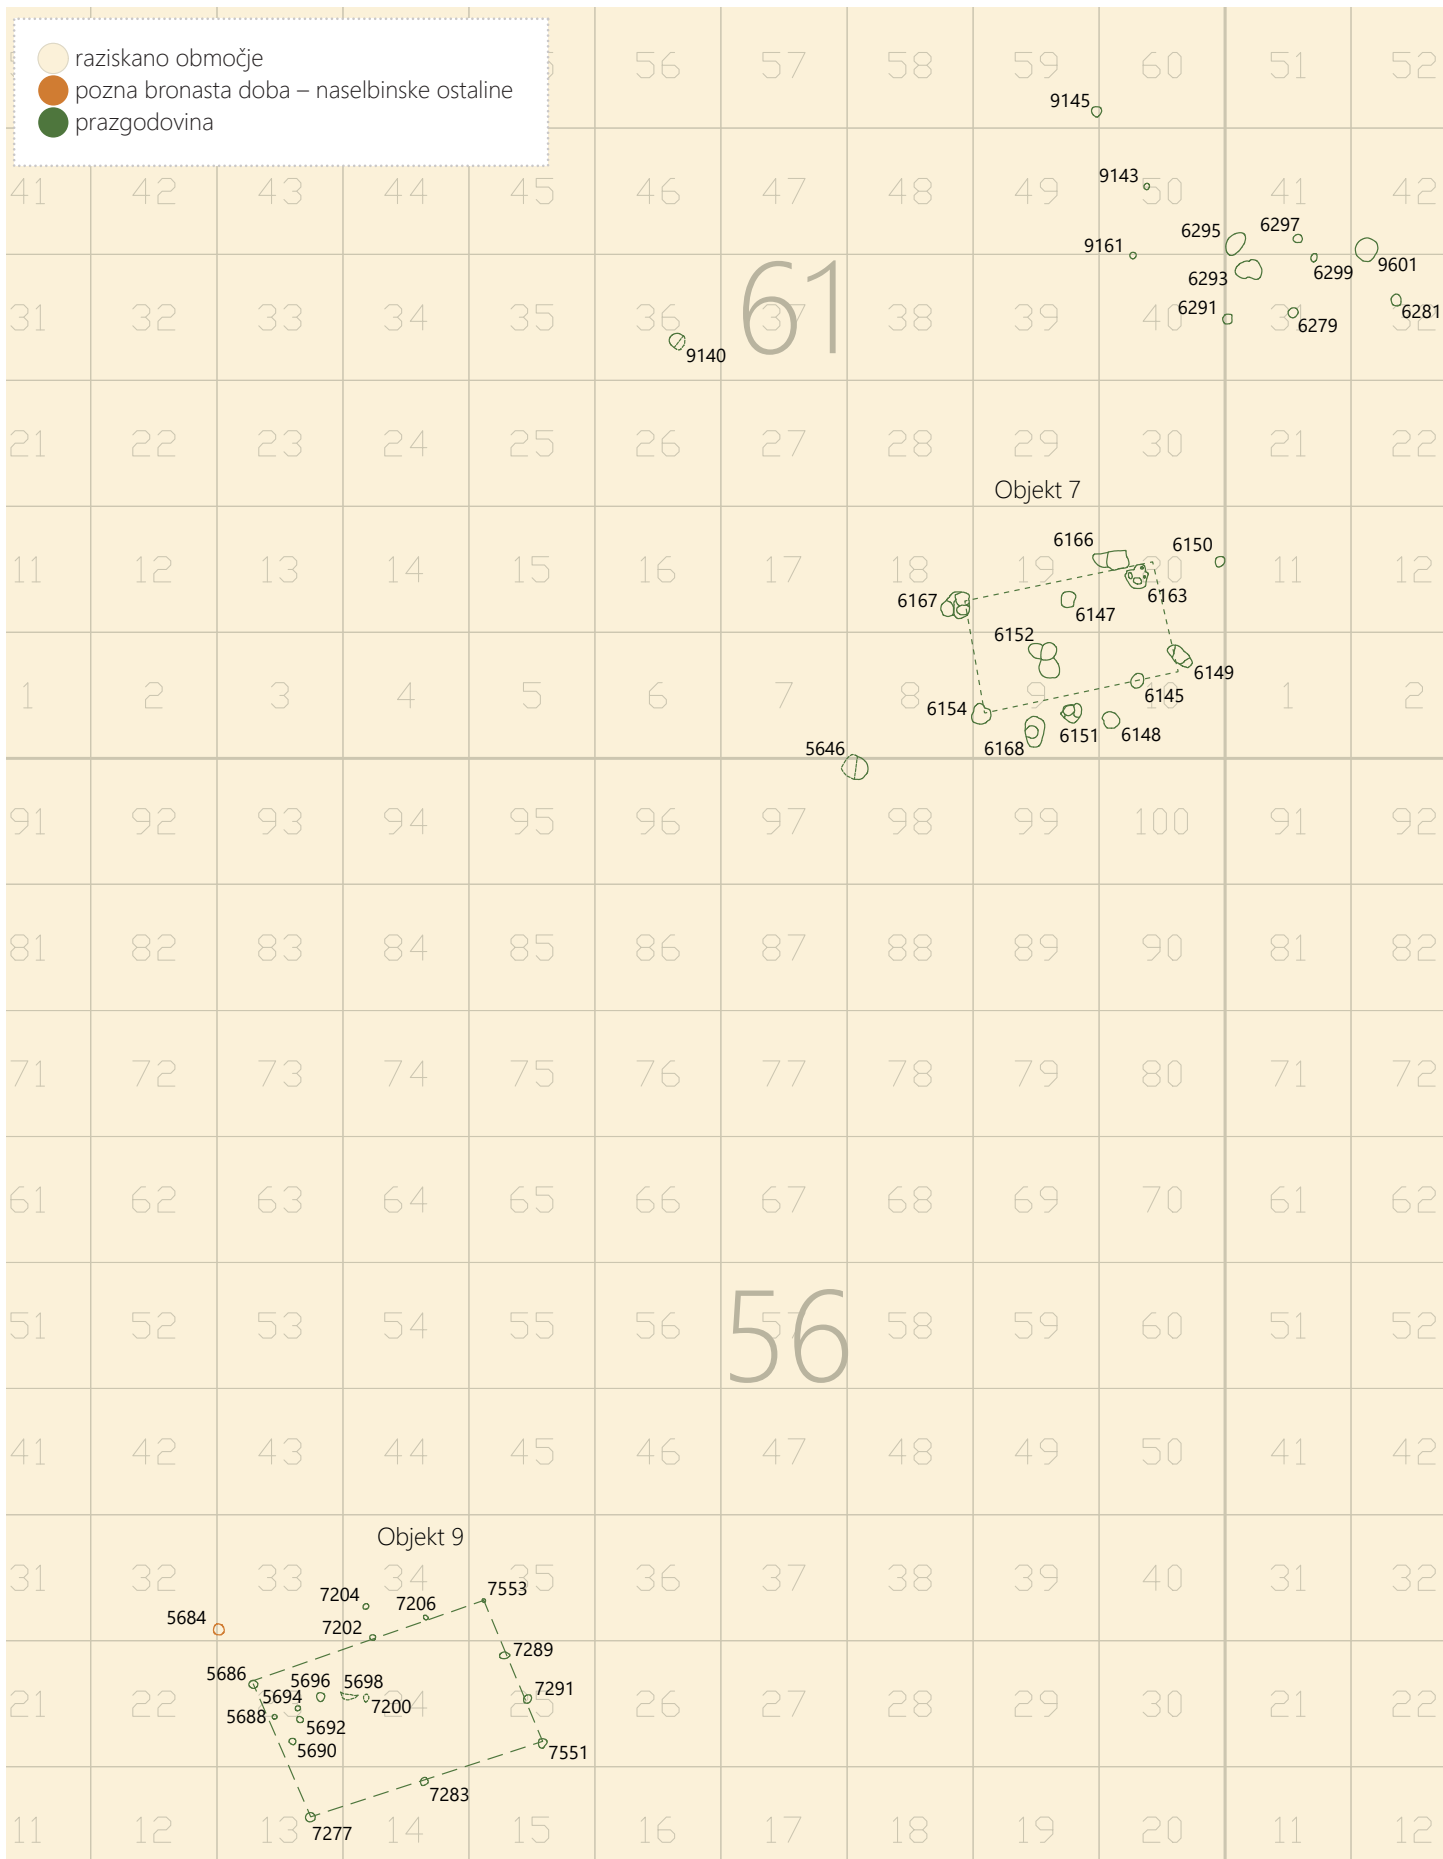 raziskano območje
pozna bronasta doba – naselbinske ostaline
prazgodovina
56 57 58 59 60 51 52
9145
41 42 43 44 45 46 47 48 49 50 41 42
9143
6295 6297
9161
6293 6299 9601
61
31 32 33 34 35 36 37 38 39 40 31 32
6291 6279 6281
9140
21 22 23 24 25 26 27 28 29 30 21 22
Objekt 7
6166 6150
11 12 13 14 15 16 17 18 19 20 11 12
6167 6147 6163
6152
6149
1 2 3 4 5 6 7 8 9 10 1 2
6154 6145
6168 6151 6148
5646
91 92 93 94 95 96 97 98 99 100 91 92
81 82 83 84 85 86 87 88 89 90 81 82
71 72 73 74 75 76 77 78 79 80 71 72
61 62 63 64 65 66 67 68 69 70 61 62
56
51 52 53 54 55 56 57 58 59 60 51 52
41 42 43 44 45 46 47 48 49 50 41 42
Objekt 9
31 32 33 34 35 36 37 38 39 40 31 32
7204 7206 7553
5684 7202
7289
5686 5696 5698
5694 7200 7291
21 22 24 25 26 27 28 29 30 21 22
5688 5692
5690 7551
7283
7277
11 12 13 14 15 16 17 18 19 20 11 12